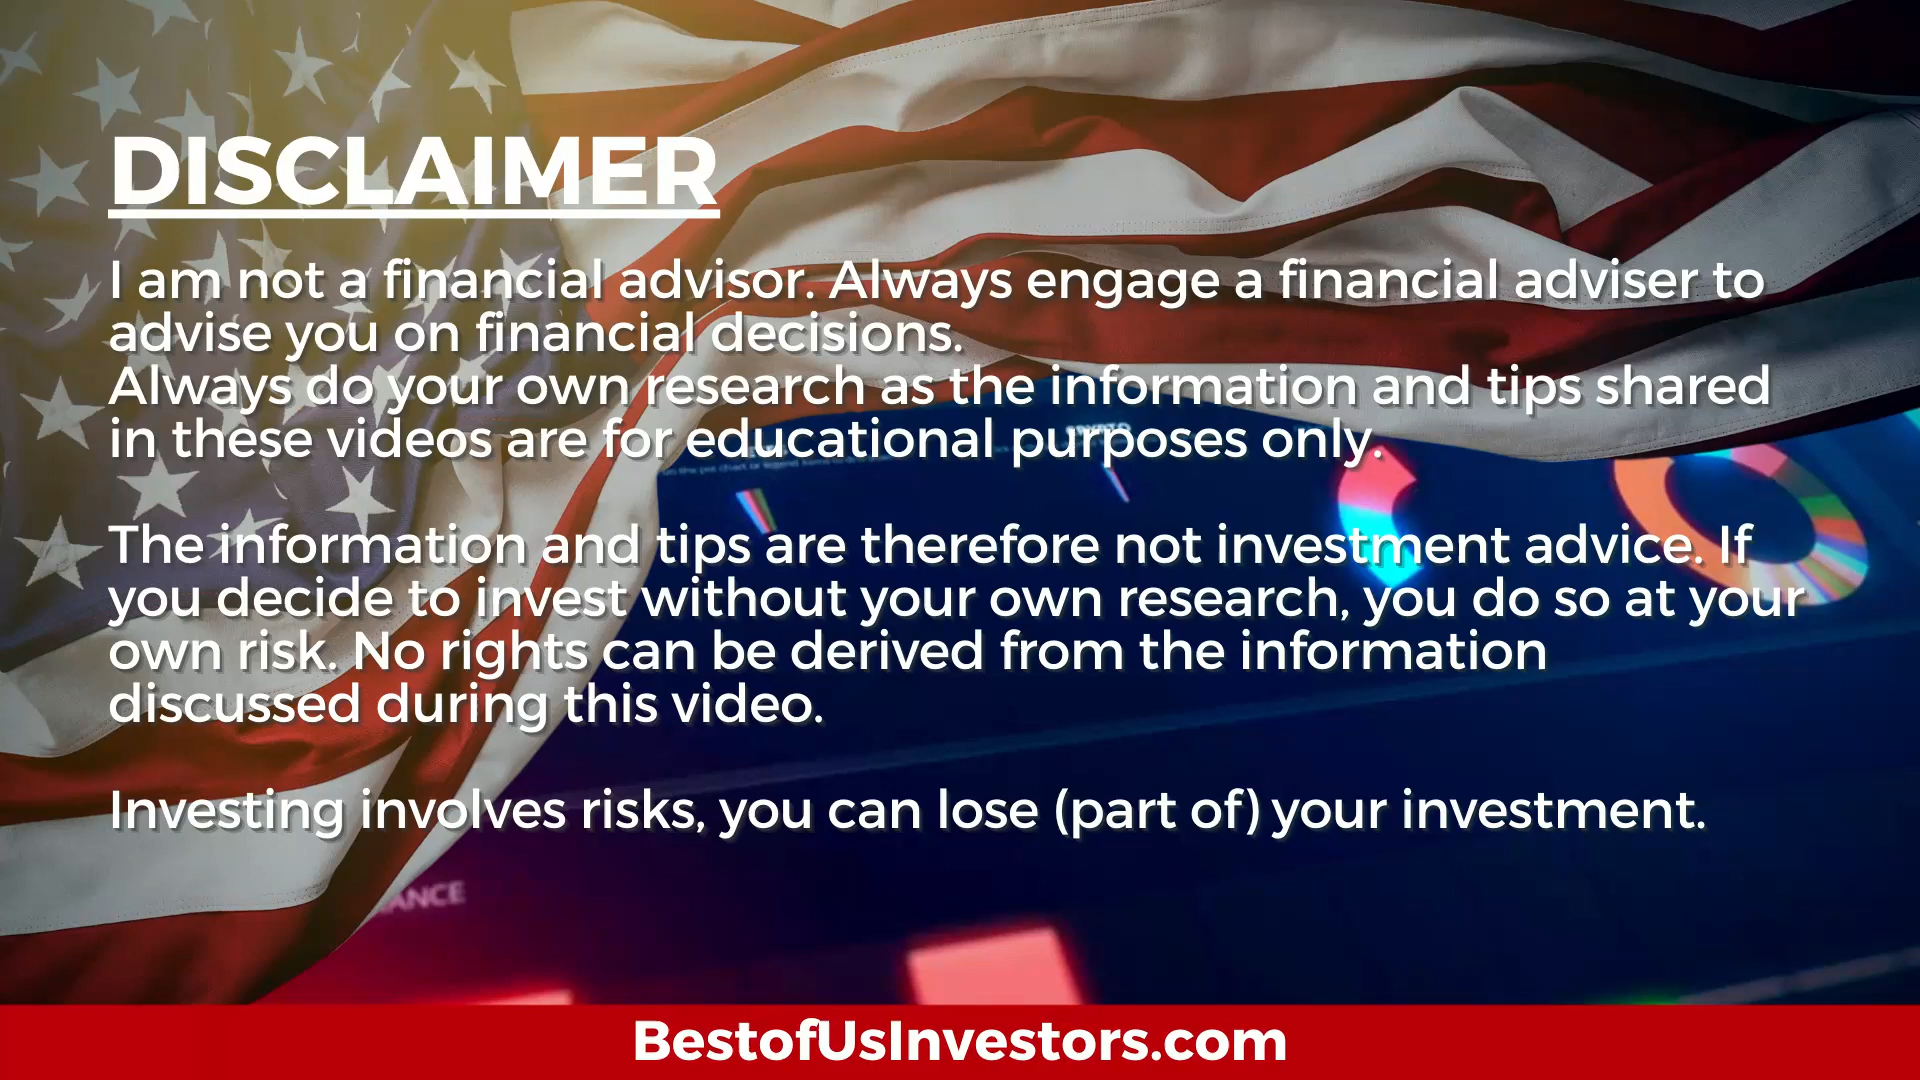 DISCLAIMER
I am not a financial advisor. Always engage a financial adviser to
advise you on financial decisions.
Always do your own research as the information and tips shared
in these videos are for educational purposes only.
The information and tips are therefore not investment advice. If
you decide to invest without your own research, you do so at your
own risk. No rights can be derived from the information
discussed during this video.
Investing involves risks, you can lose (part of) your investment.
BestofUsInvestors.com